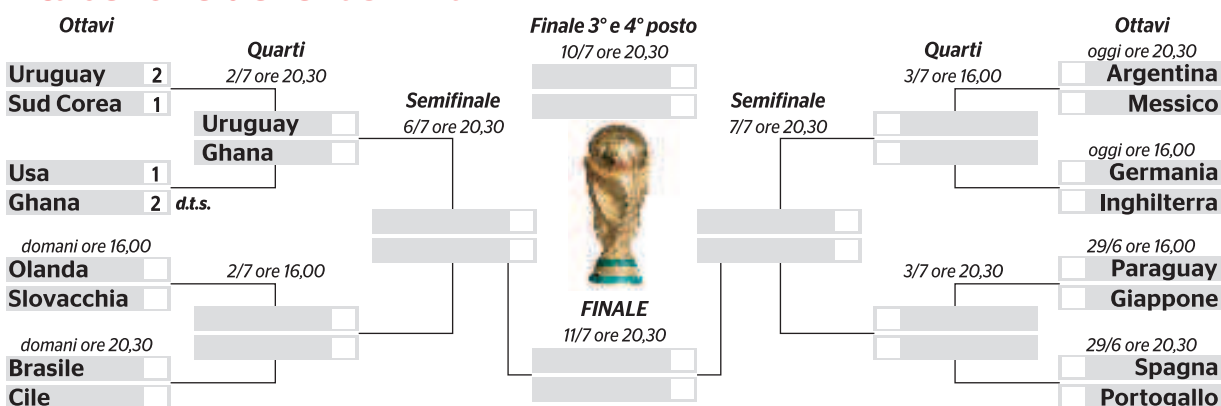 Ottavi
Quarti
Uruguay 2
2/7 ore 20,30
Sud Corea 1
Uruguay
Ghana
Usa 1
Ghana 2 d.t.s.
domani ore 16,00
Olanda
2/7 ore 16,00
Slovacchia
domani ore 20,30
Brasile
Cile
Semifinale
6/7 ore 20,30
Finale 3° e 4° posto
10/7 ore 20,30
FINALE
11/7 ore 20,30
Semifinale
7/7 ore 20,30
Ottavi
Quarti
oggi ore 20,30
3/7 ore 16,00
Argentina
Messico
oggi ore 16,00
Germania
Inghilterra
29/6 ore 16,00
3/7 ore 20,30
Paraguay
Giappone
29/6 ore 20,30
Spagna
Portogallo